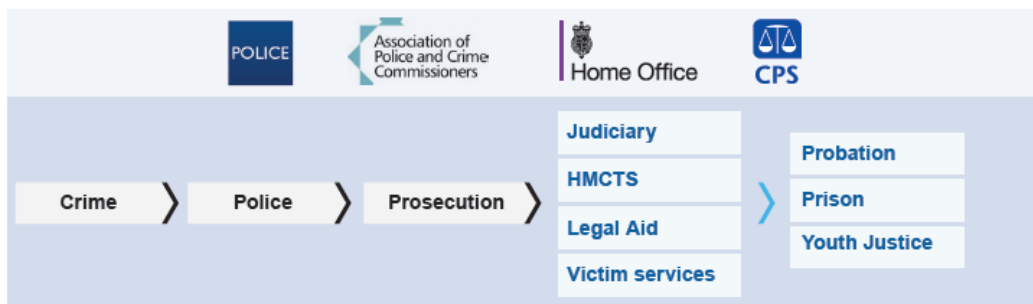 POLICE
Association of
Police and Crime
Commissioners
Home Office
CPS
Crime
Police
Prosecution
Judiciary
HMCTS
Legal Aid
Victim services
Probation
Prison
Youth Justice